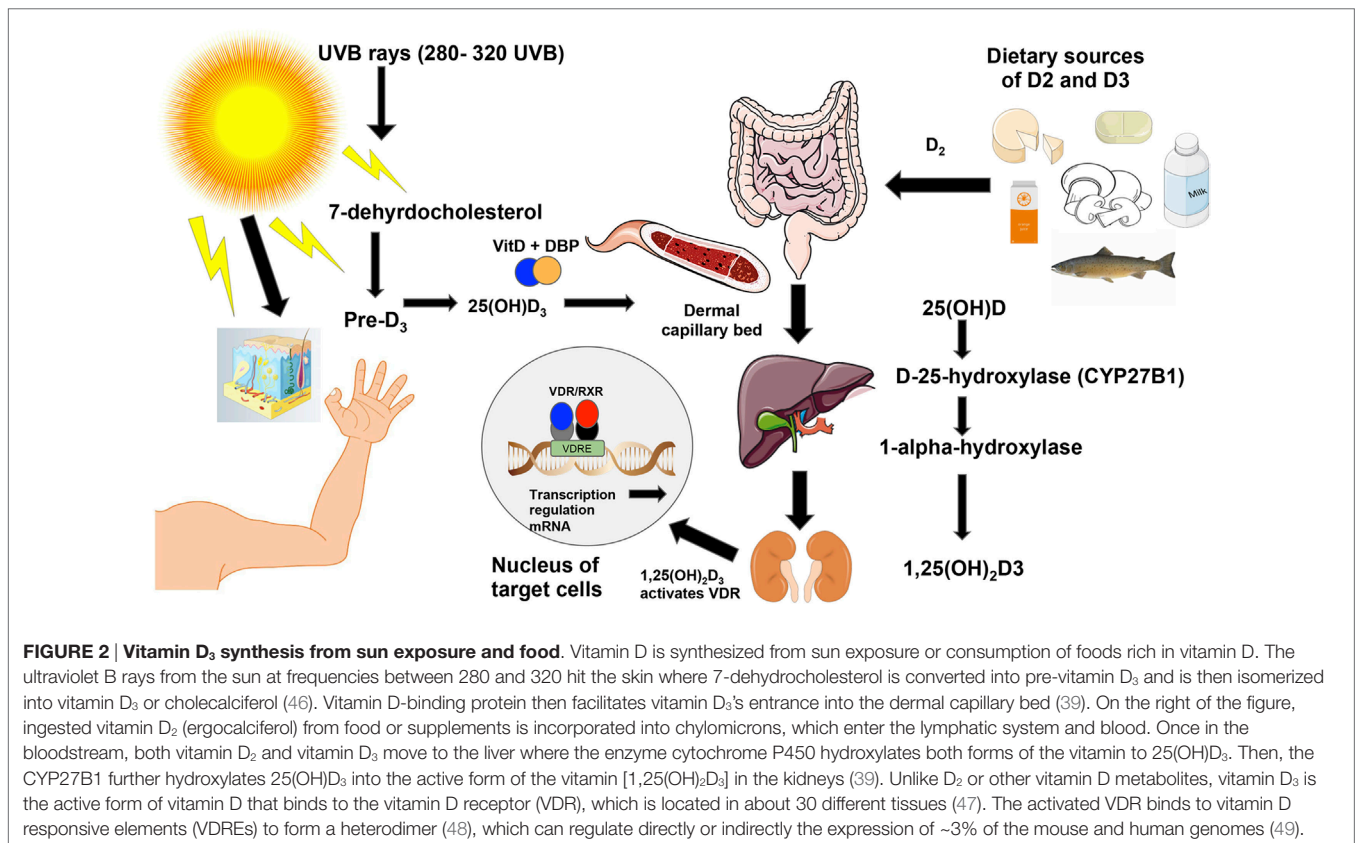 UVB rays (280- 320 UVB)
7-dehyrdocholesterol
Pre-D₃
VitD + DBP
25(OH)D₃
Dermal
capillary bed
Dietary sources
of D2 and D3
D₂
Milk
25(OH)D
D-25-hydroxylase (CYP27B1)
1-alpha-hydroxylase
1,25(OH)₂D3
VDR/RXR
VDRE
Transcription
regulation
mRNA
Nucleus of
target cells
1,25(OH)₂D₃
activates VDR
FIGURE 2 | Vitamin D₃ synthesis from sun exposure and food. Vitamin D is synthesized from sun exposure or consumption of foods rich in vitamin D. The
ultraviolet B rays from the sun at frequencies between 280 and 320 hit the skin where 7-dehydrocholesterol is converted into pre-vitamin D₃ and is then isomerized
into vitamin D₃ or cholecalciferol (46). Vitamin D-binding protein then facilitates vitamin D₃'s entrance into the dermal capillary bed (39). On the right of the figure,
ingested vitamin D₂ (ergocalciferol) from food or supplements is incorporated into chylomicrons, which enter the lymphatic system and blood. Once in the
bloodstream, both vitamin D₂ and vitamin D₃ move to the liver where the enzyme cytochrome P450 hydroxylates both forms of the vitamin to 25(OH)D₃. Then, the
CYP27B1 further hydroxylates 25(OH)D₃ into the active form of the vitamin [1,25(OH)₂D₃] in the kidneys (39). Unlike D₂ or other vitamin D metabolites, vitamin D₃ is
the active form of vitamin D that binds to the vitamin D receptor (VDR), which is located in about 30 different tissues (47). The activated VDR binds to vitamin D
responsive elements (VDREs) to form a heterodimer (48), which can regulate directly or indirectly the expression of ~3% of the mouse and human genomes (49).